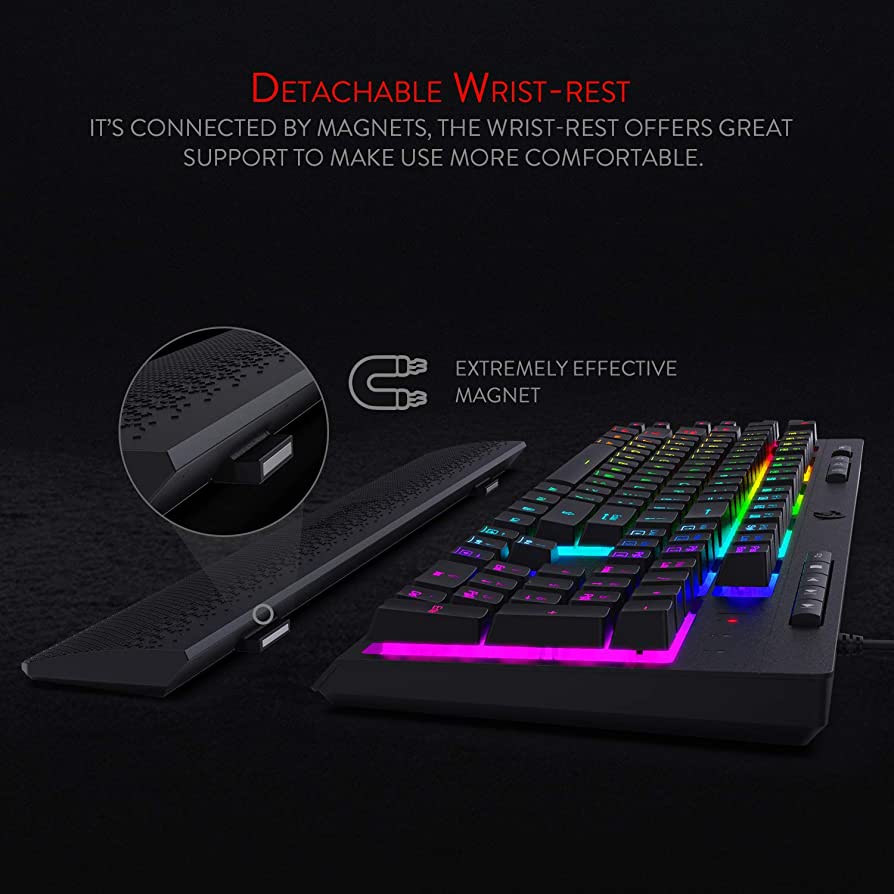 DETACHABLE WRIST-REST
IT'S CONNECTED BY MAGNETS, THE WRIST-REST OFFERS GREAT
SUPPORT TO MAKE USE MORE COMFORTABLE.
EXTREMELY EFFECTIVE
MAGNET